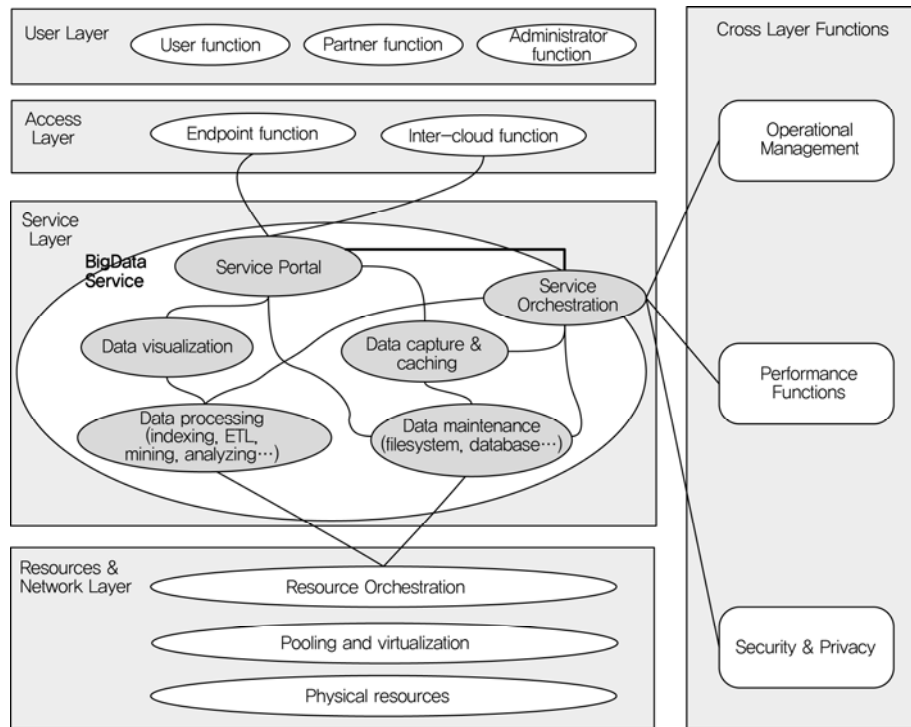 User Layer
User function
Partner function
Administrator
function
Access
Layer
Endpoint function
Inter-cloud function
Service
Layer
BigData
Service
Service Portal
Service
Orchestration
Data visualization
Data capture &
caching
Data processing
(indexing, ETL,
mining, analyzing…)
Data maintenance
(filesystem, database…)
Resources &
Network Layer
Resource Orchestration
Pooling and virtualization
Physical resources
Cross Layer Functions
Operational
Management
Performance
Functions
Security & Privacy